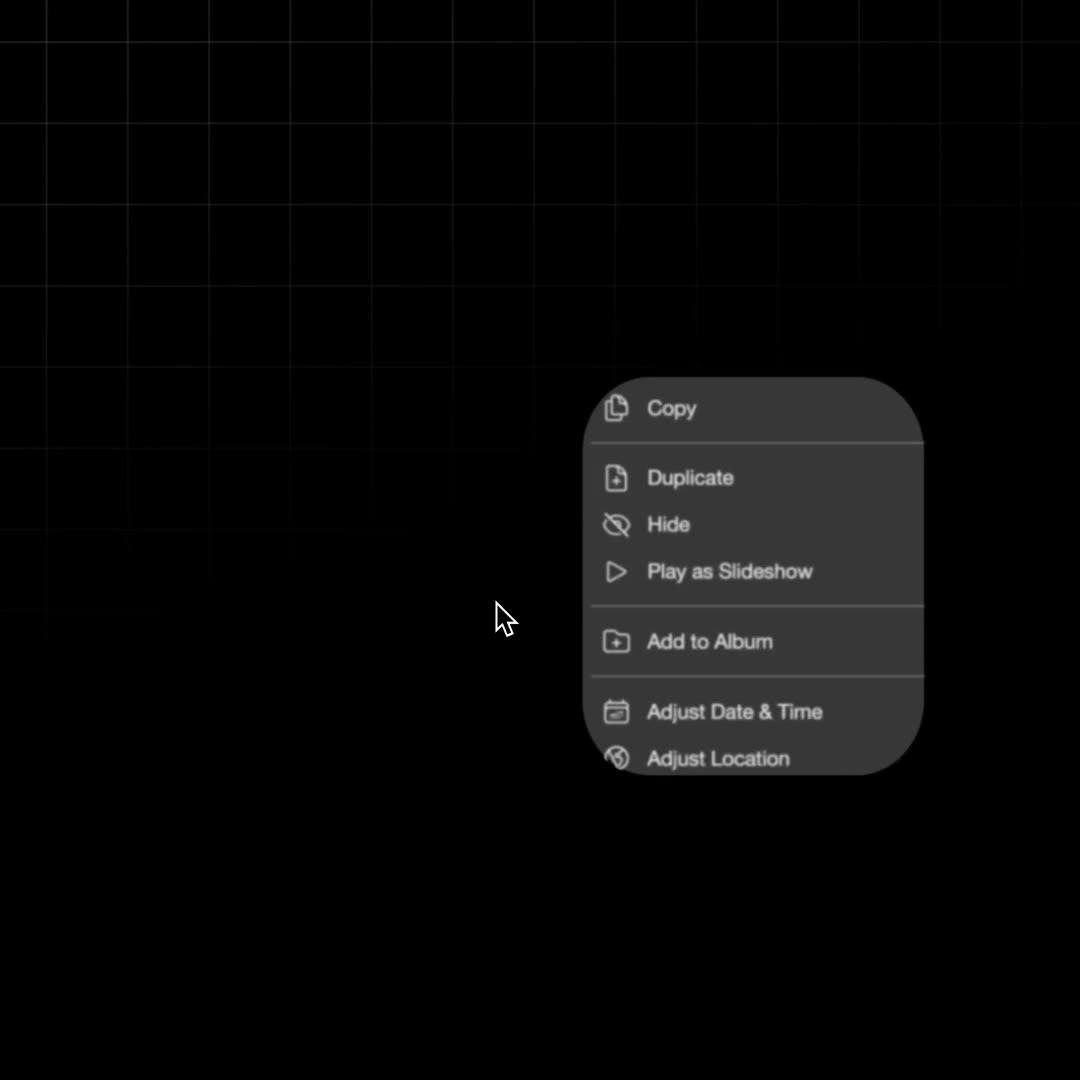 Copy
Duplicate
Hide
Play as Slideshow
Add to Album
Adjust Date & Time
Adjust Location